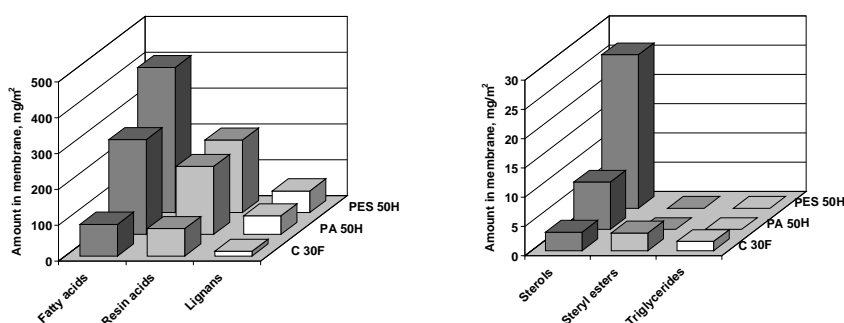 Amount in membrane, mg/m²
500
400
300
200
100
0
Fatty acids
Resin acids
Lignans
PES 50H
PA 50H
C 30F
Amount in membrane, mg/m²
30
25
20
15
10
5
0
Sterols
Steryl esters
Triglycerides
PES 50H
PA 50H
C 30F